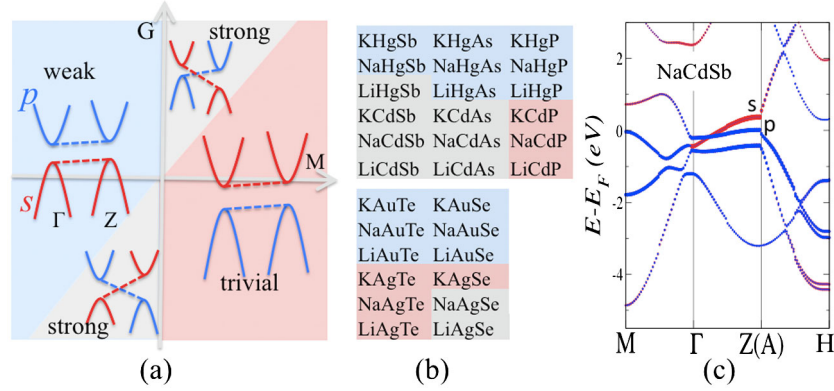 G
strong
weak
p
M
s
Γ
Z
trivial
strong
(a)
KHgSb KHgAs KHgP
NaHgSb NaHgAs NaHgP
LiHgSb LiHgAs LiHgP
KCdSb KCdAs KCdP
NaCdSb NaCdAs NaCdP
LiCdSb LiCdAs LiCdP
KAuTe KAuSe
NaAuTe NaAuSe
LiAuTe LiAuSe
KAgTe KAgSe
NaAgTe NaAgSe
LiAgTe LiAgSe
(b)
E-E_F (eV)
2
0
-2
-4
NaCdSb
s
p
M Γ Z(A) H
(c)